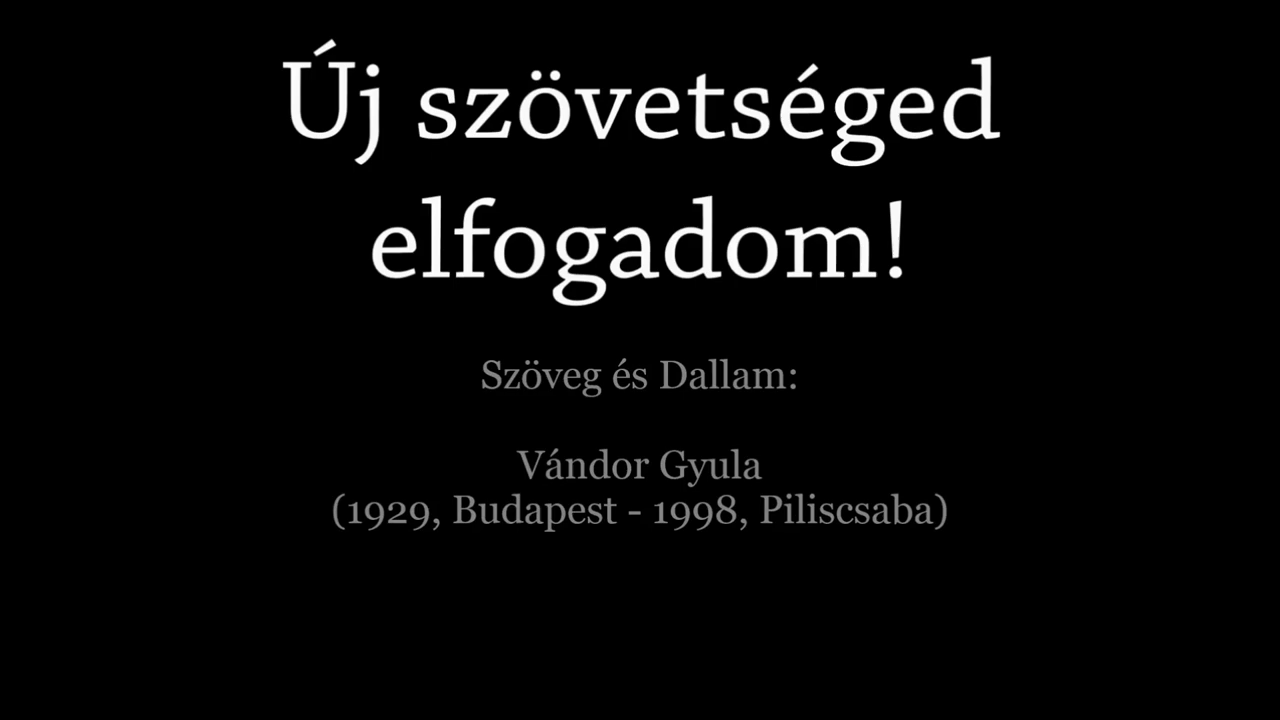 Új szövetséged
elfogadom!
Szöveg és Dallam:
Vándor Gyula
(1929, Budapest - 1998, Piliscsaba)